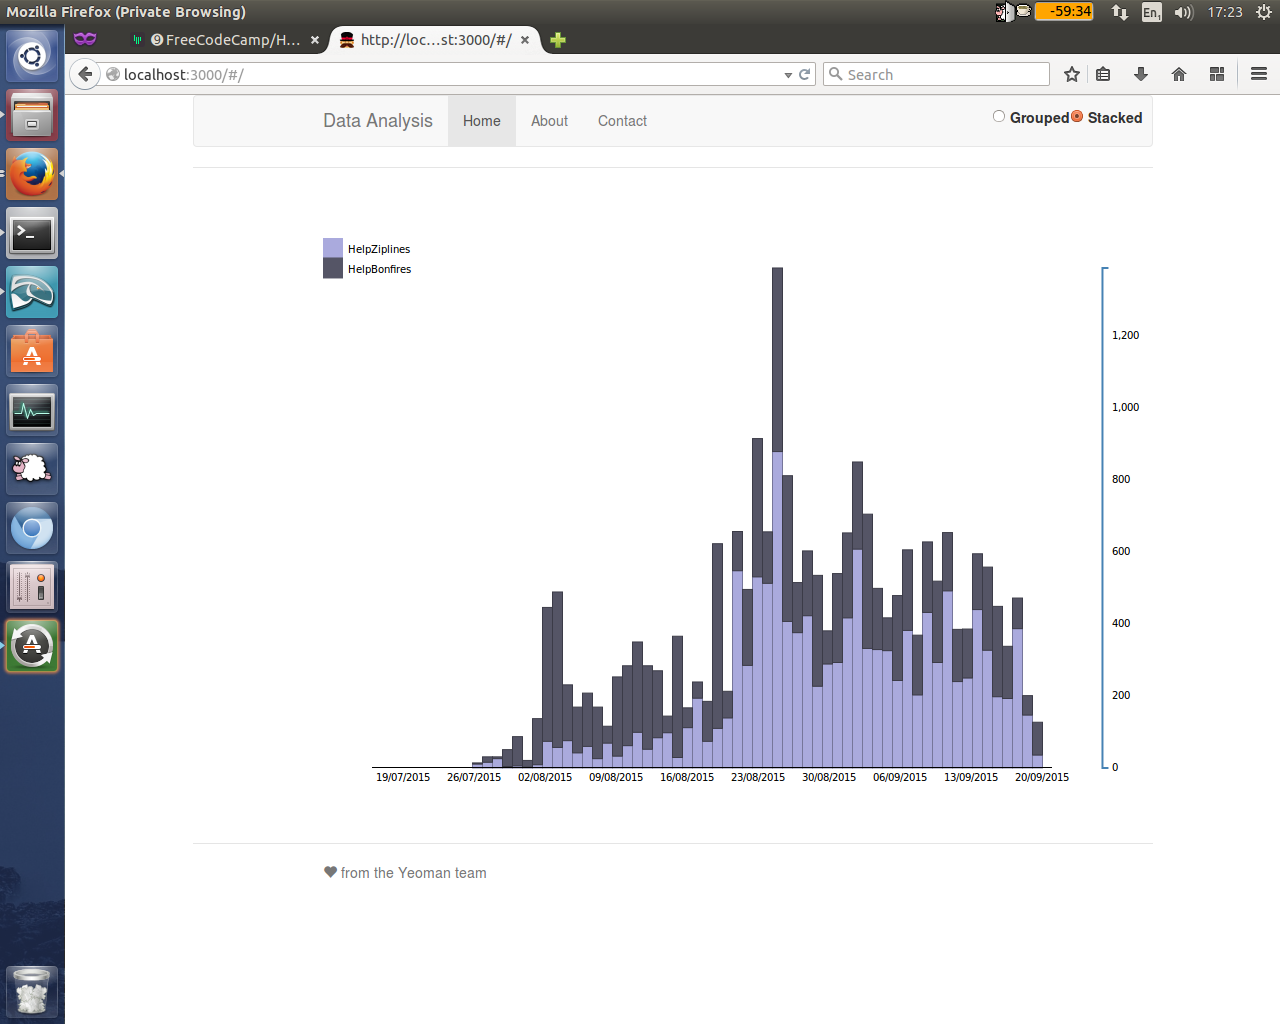 Mozilla Firefox (Private Browsing)
-59:34
En1
17:23
❾FreeCodeCamp/H...
http://loc...st:3000/#/
localhost:3000/#/
Search
Data Analysis
Home
About
Contact
Grouped
Stacked
HelpZiplines
HelpBonfires
1,200
1,000
800
600
400
200
0
19/07/2015
26/07/2015
02/08/2015
09/08/2015
16/08/2015
23/08/2015
30/08/2015
06/09/2015
13/09/2015
20/09/2015
♥ from the Yeoman team